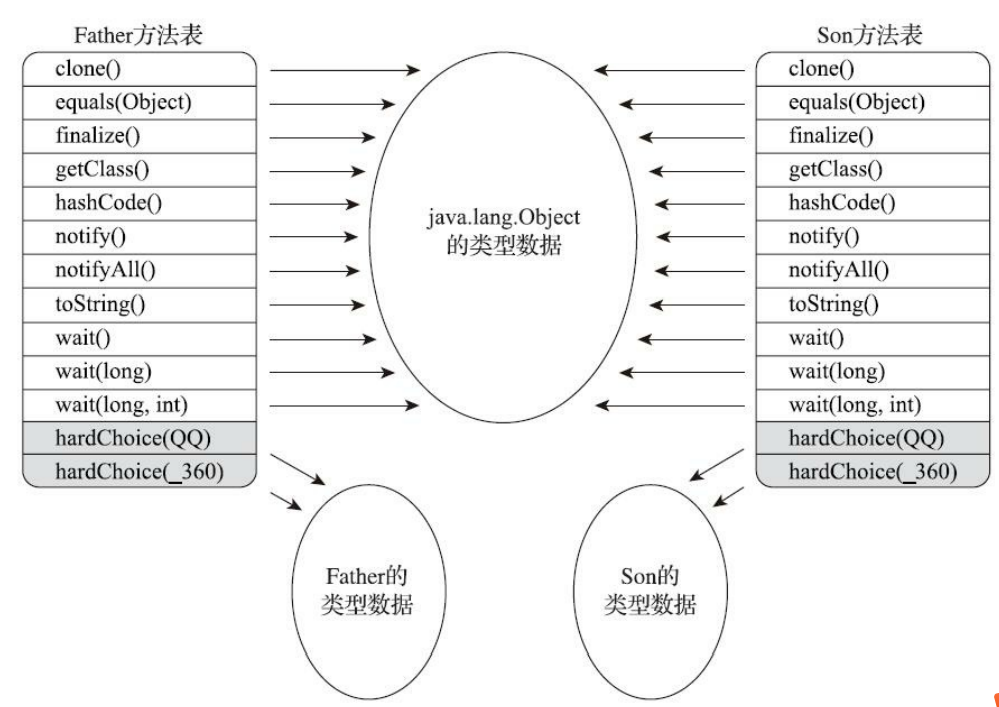 Father方法表
clone()
equals(Object)
finalize()
getClass()
hashCode()
notify()
notifyAll()
toString()
wait()
wait(long)
wait(long, int)
hardChoice(QQ)
hardChoice(_360)
java.lang.Object
的类型数据
Son方法表
clone()
equals(Object)
finalize()
getClass()
hashCode()
notify()
notifyAll()
toString()
wait()
wait(long)
wait(long, int)
hardChoice(QQ)
hardChoice(_360)
Father的
类型数据
Son的
类型数据